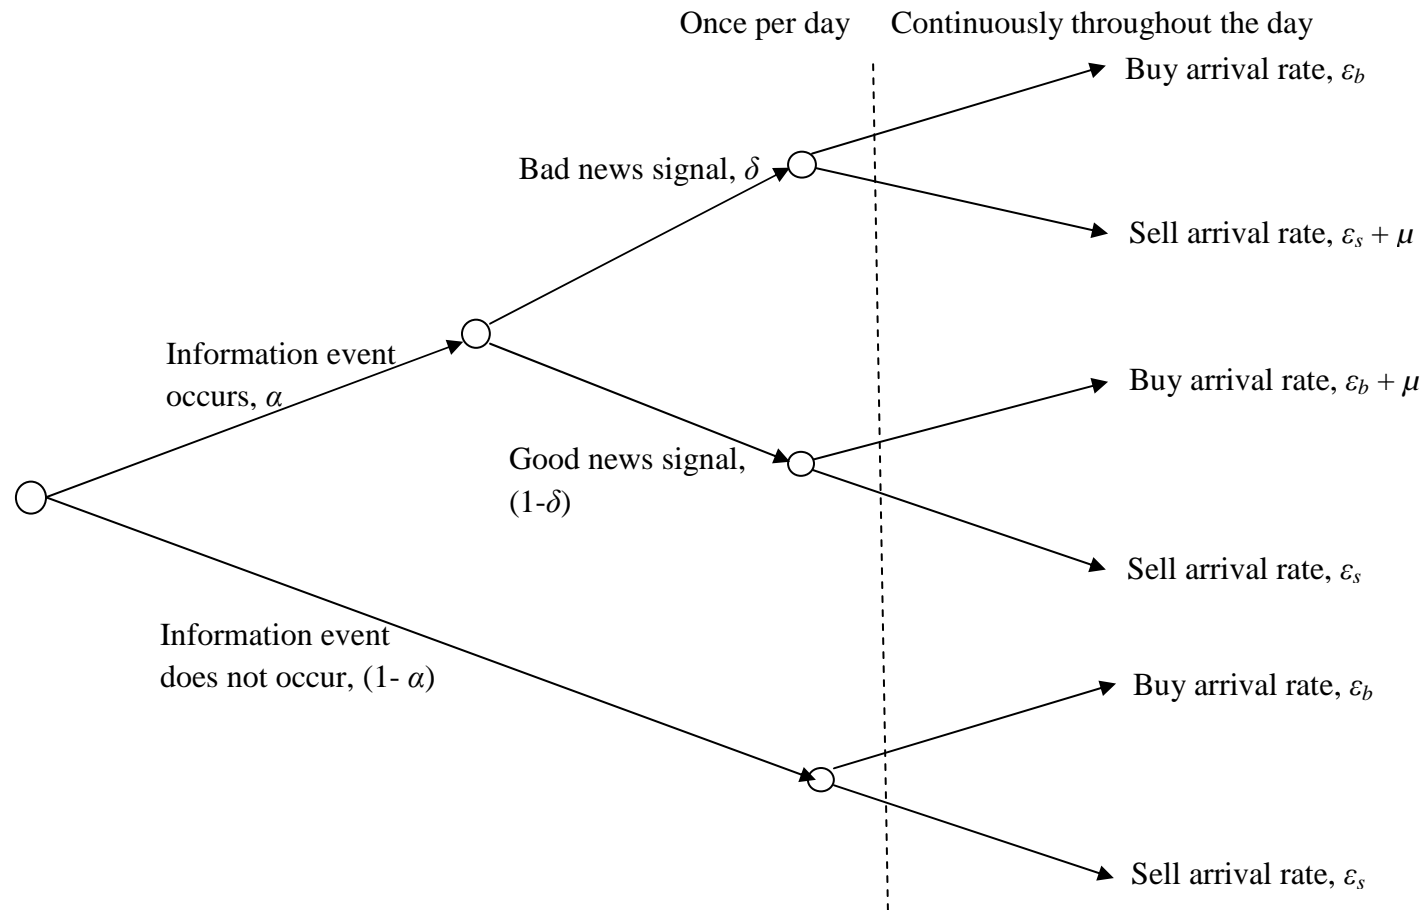 Once per day
Continuously throughout the day
Buy arrival rate, εb
Bad news signal, δ
Sell arrival rate, εs + μ
Information event
occurs, α
Buy arrival rate, εb + μ
Good news signal,
(1-δ)
Sell arrival rate, εs
Information event
does not occur, (1- α)
Buy arrival rate, εb
Sell arrival rate, εs